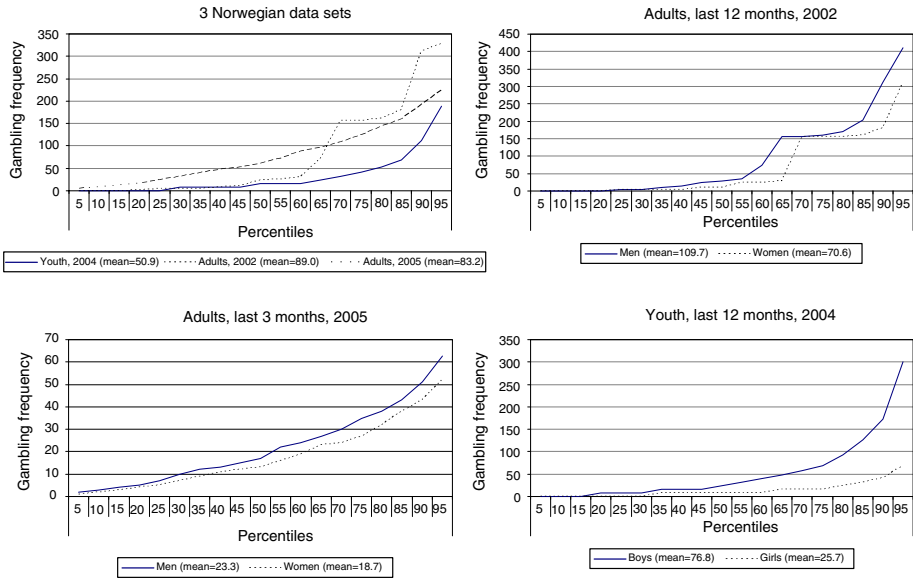 3 Norwegian data sets
Gambling frequency
350
300
250
200
150
100
50
0
5 10 15 20 25 30 35 40 45 50 55 60 65 70 75 80 85 90 95
Percentiles
Youth, 2004 (mean=50.9) Adults, 2002 (mean=89.0) Adults, 2005 (mean=83.2)
Adults, last 12 months, 2002
Gambling frequency
450
400
350
300
250
200
150
100
50
0
5 10 15 20 25 30 35 40 45 50 55 60 65 70 75 80 85 90 95
Percentiles
Men (mean=109.7) Women (mean=70.6)
Adults, last 3 months, 2005
Gambling frequency
70
60
50
40
30
20
10
0
5 10 15 20 25 30 35 40 45 50 55 60 65 70 75 80 85 90 95
Percentiles
Men (mean=23.3) Women (mean=18.7)
Youth, last 12 months, 2004
Gambling frequency
350
300
250
200
150
100
50
0
5 10 15 20 25 30 35 40 45 50 55 60 65 70 75 80 85 90 95
Percentiles
Boys (mean=76.8) Girls (mean=25.7)